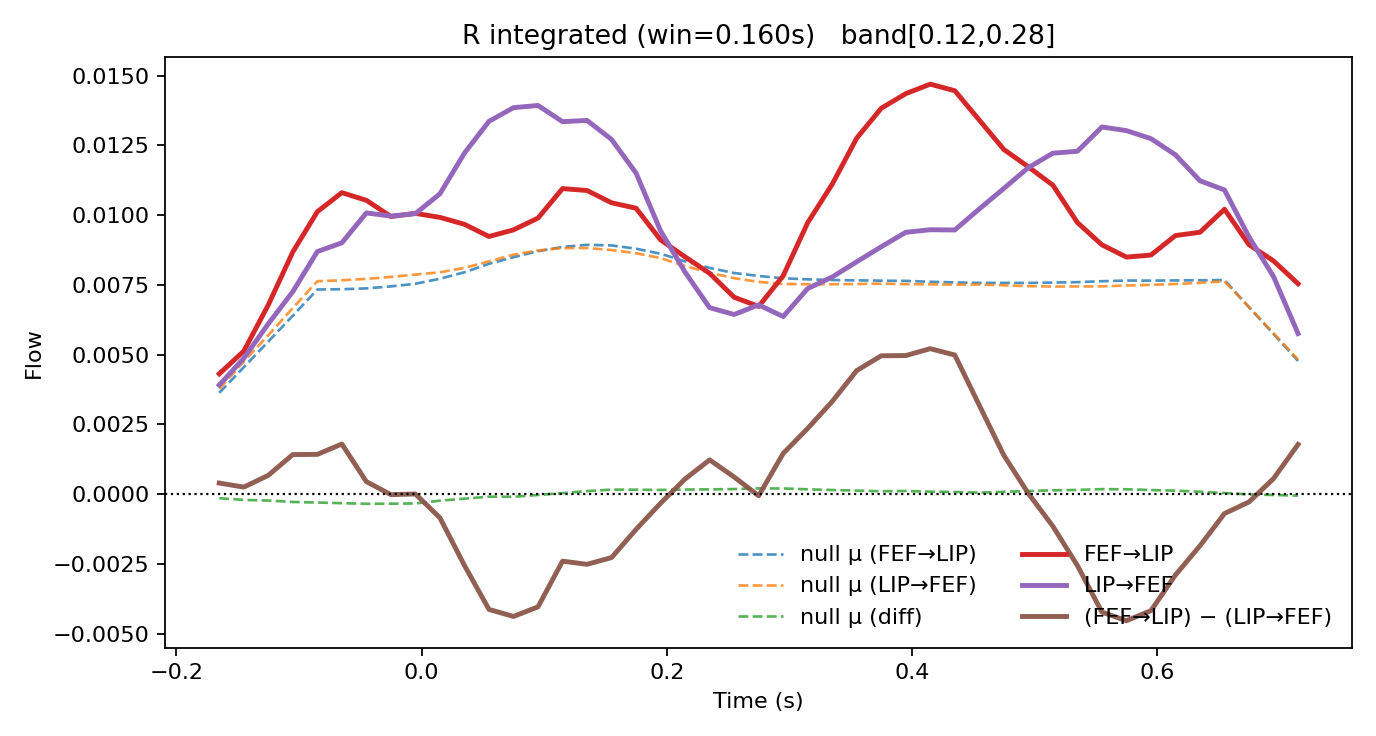 R integrated (win=0.160s)   band[0.12,0.28]
Flow
0.0150
0.0125
0.0100
0.0075
0.0050
0.0025
0.0000
−0.0025
−0.0050
null μ (FEF→LIP)
null μ (LIP→FEF)
null μ (diff)
FEF→LIP
LIP→FEF
(FEF→LIP) − (LIP→FEF)
−0.2 0.0 0.2 0.4 0.6
Time (s)